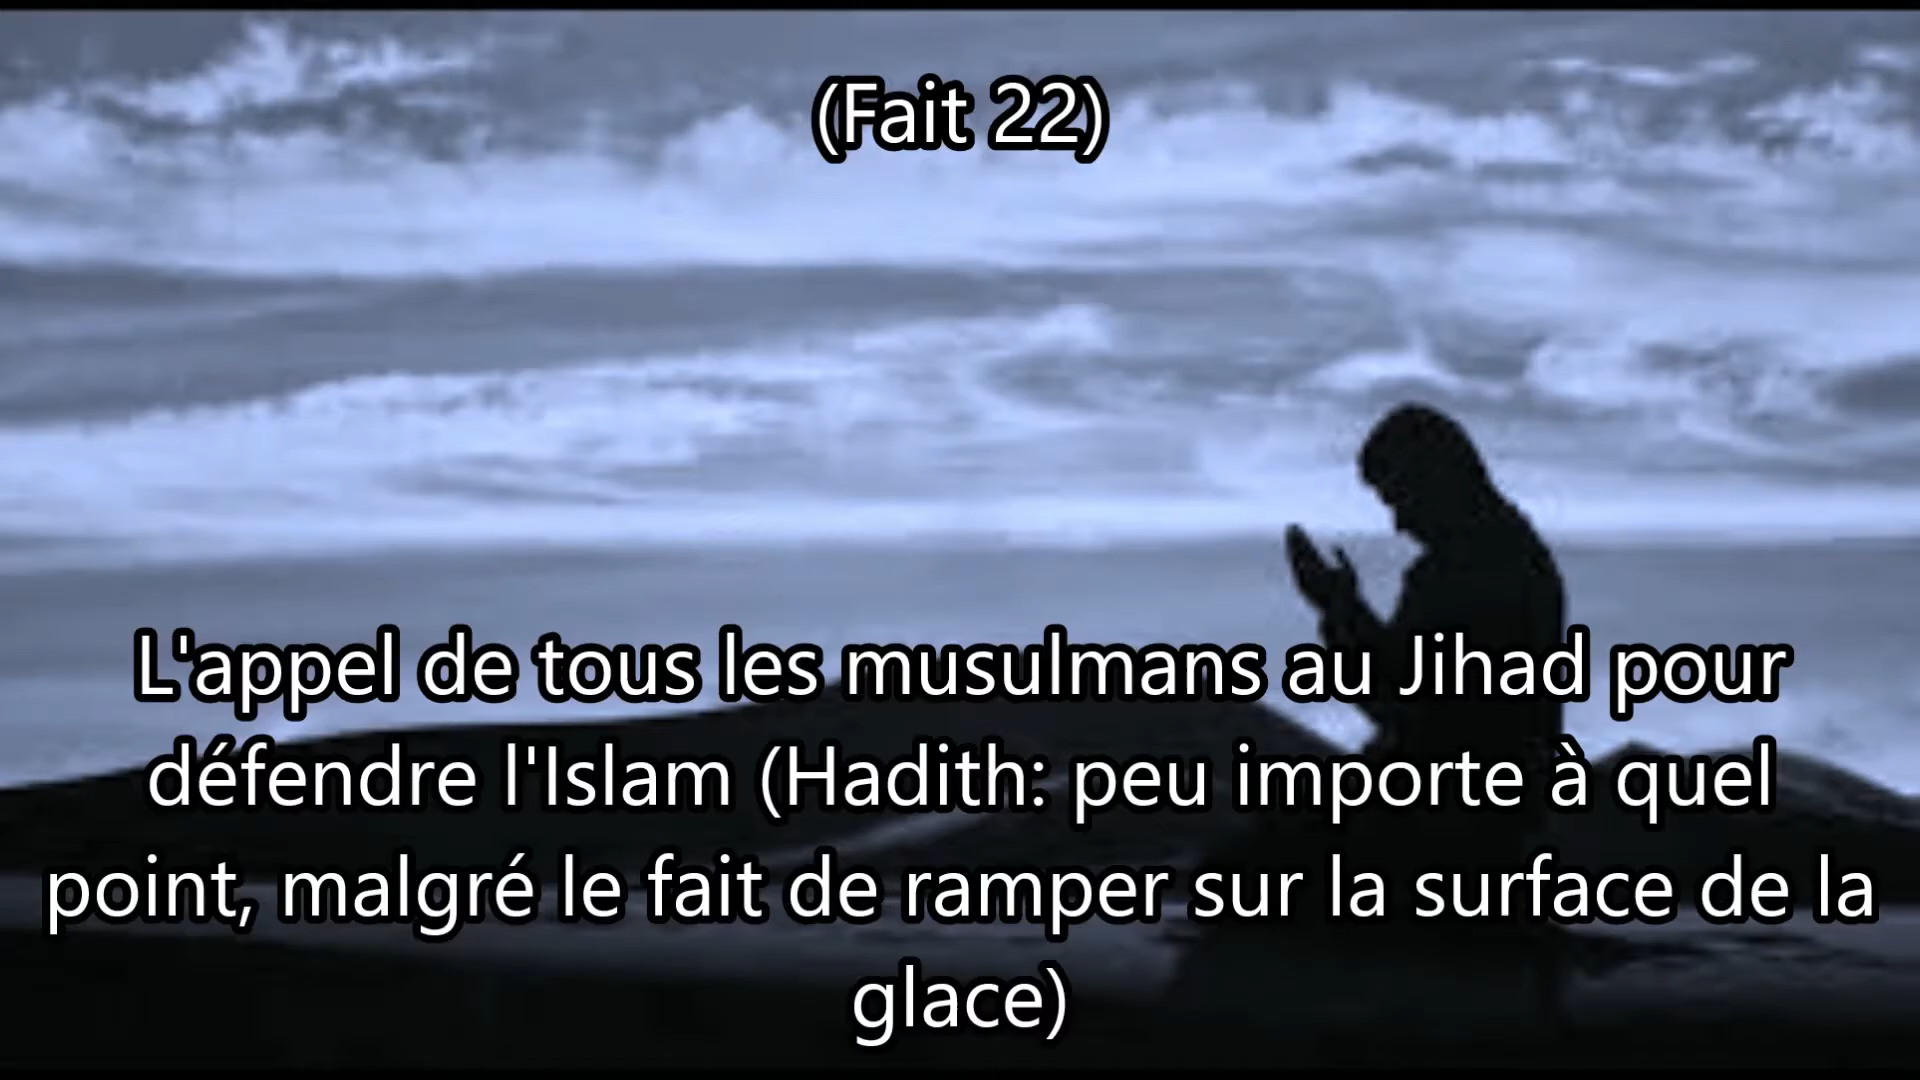 (Fait 22)
L'appel de tous les musulmans au Jihad pour
défendre l'Islam (Hadith: peu importe à quel
point, malgré le fait de ramper sur la surface de la
glace)